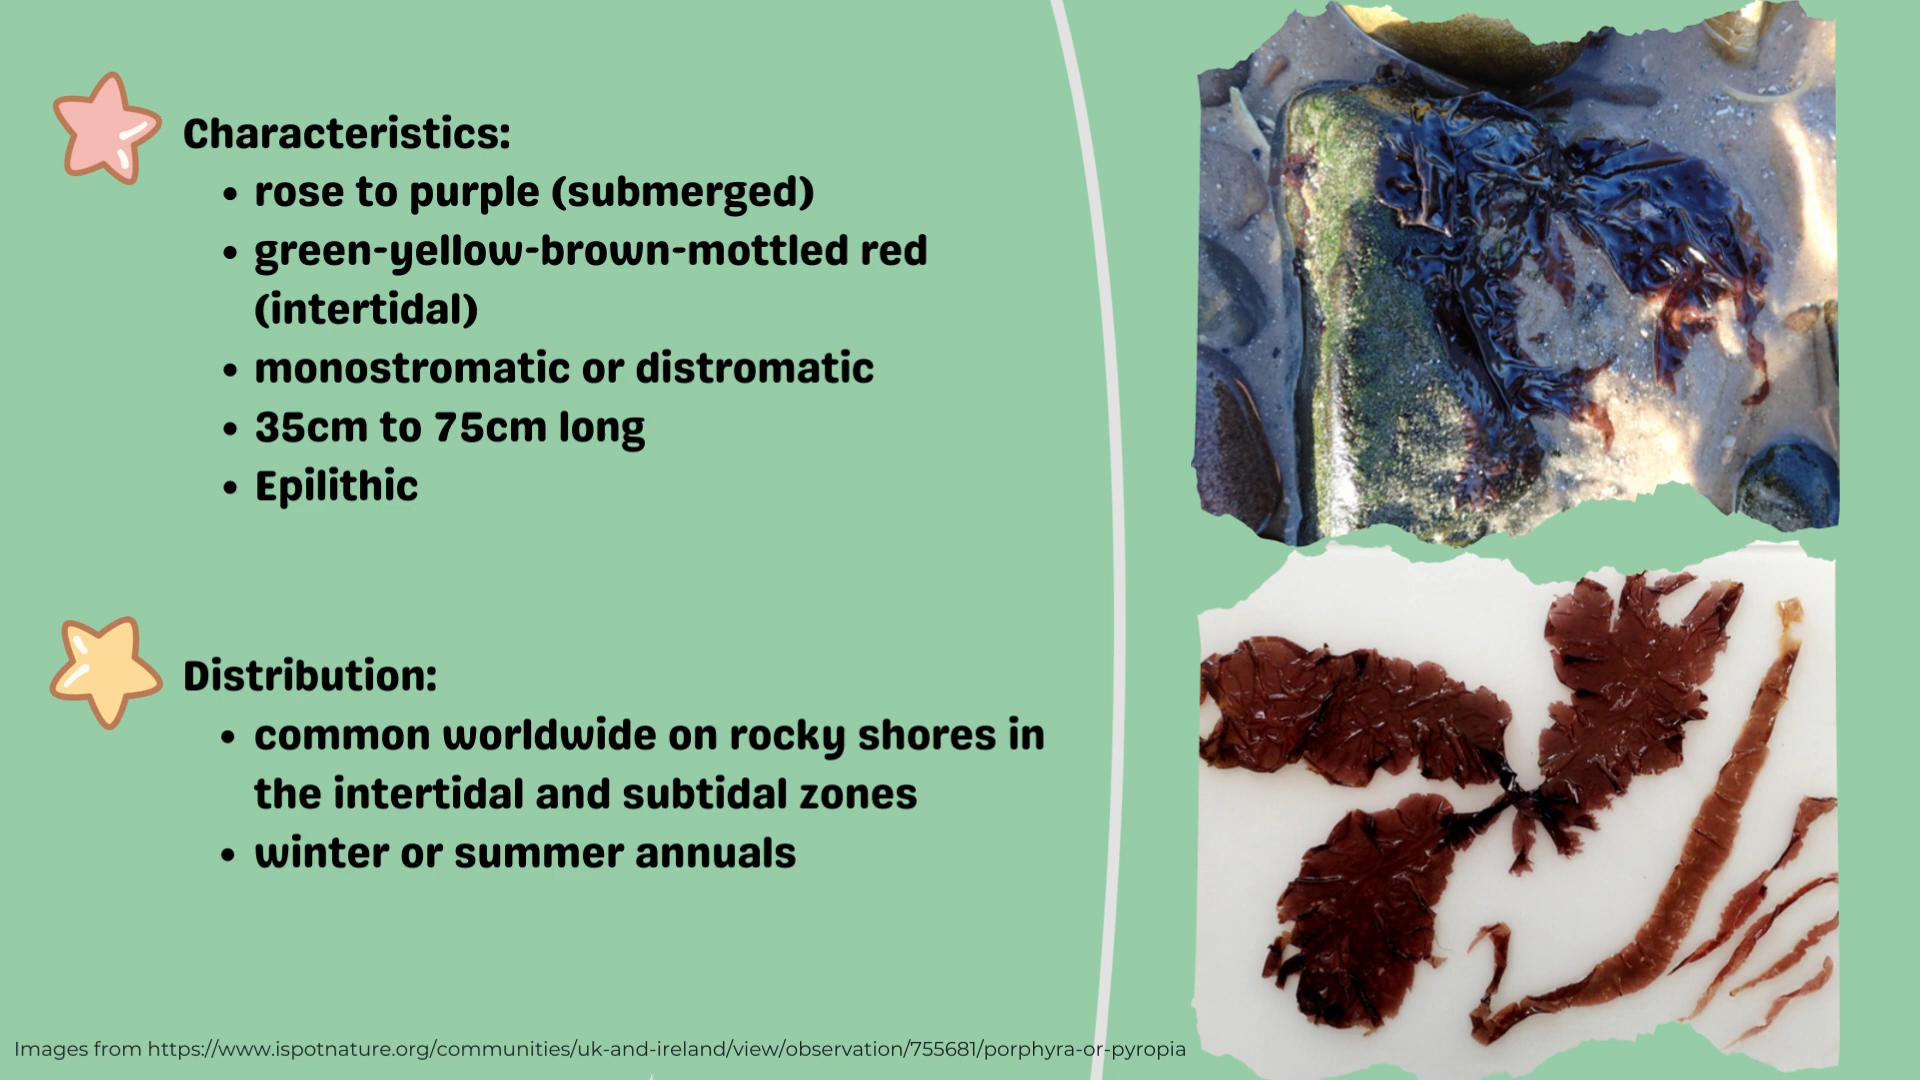 Characteristics:
• rose to purple (submerged)
• green-yellow-brown-mottled red
(intertidal)
• monostromatic or distromatic
• 35cm to 75cm long
• Epilithic
Distribution:
• common worldwide on rocky shores in
the intertidal and subtidal zones
• winter or summer annuals
Images from https://www.ispotnature.org/communities/uk-and-ireland/view/observation/755681/porphyra-or-pyropia